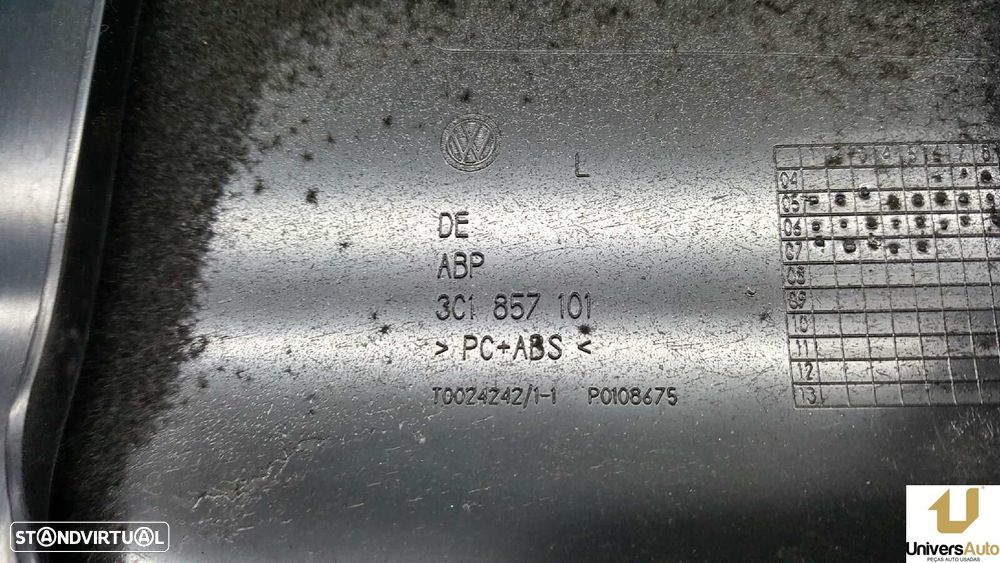 L
DE
ABP
3C1 857 101
> PC+ABS <
T0024242/1-1 P0108675
04
05
06
07
08
09
10
11
12
13
STANDVIRTUAL
UniversAuto
PEÇAS AUTO USADAS